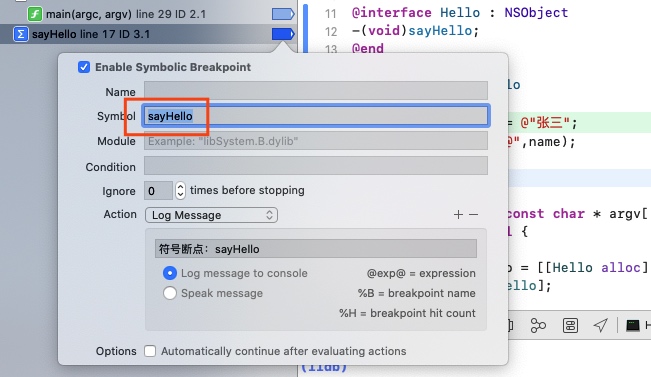 main(argc, argv) line 29 ID 2.1
sayHello line 17 ID 3.1
Enable Symbolic Breakpoint
Name
Symbol sayHello
Module Example: "libSystem.B.dylib"
Condition
Ignore 0 times before stopping
Action Log Message
符号断点：sayHello
Log message to console @exp@ = expression
Speak message %B = breakpoint name
%H = breakpoint hit count
Options Automatically continue after evaluating actions
11 @interface Hello : NSObject
12 -(void)sayHello;
13 @end
lo
= @"张三";
@",name);
const char * argv[
l {
= [[Hello alloc]
ello];
(lldb)